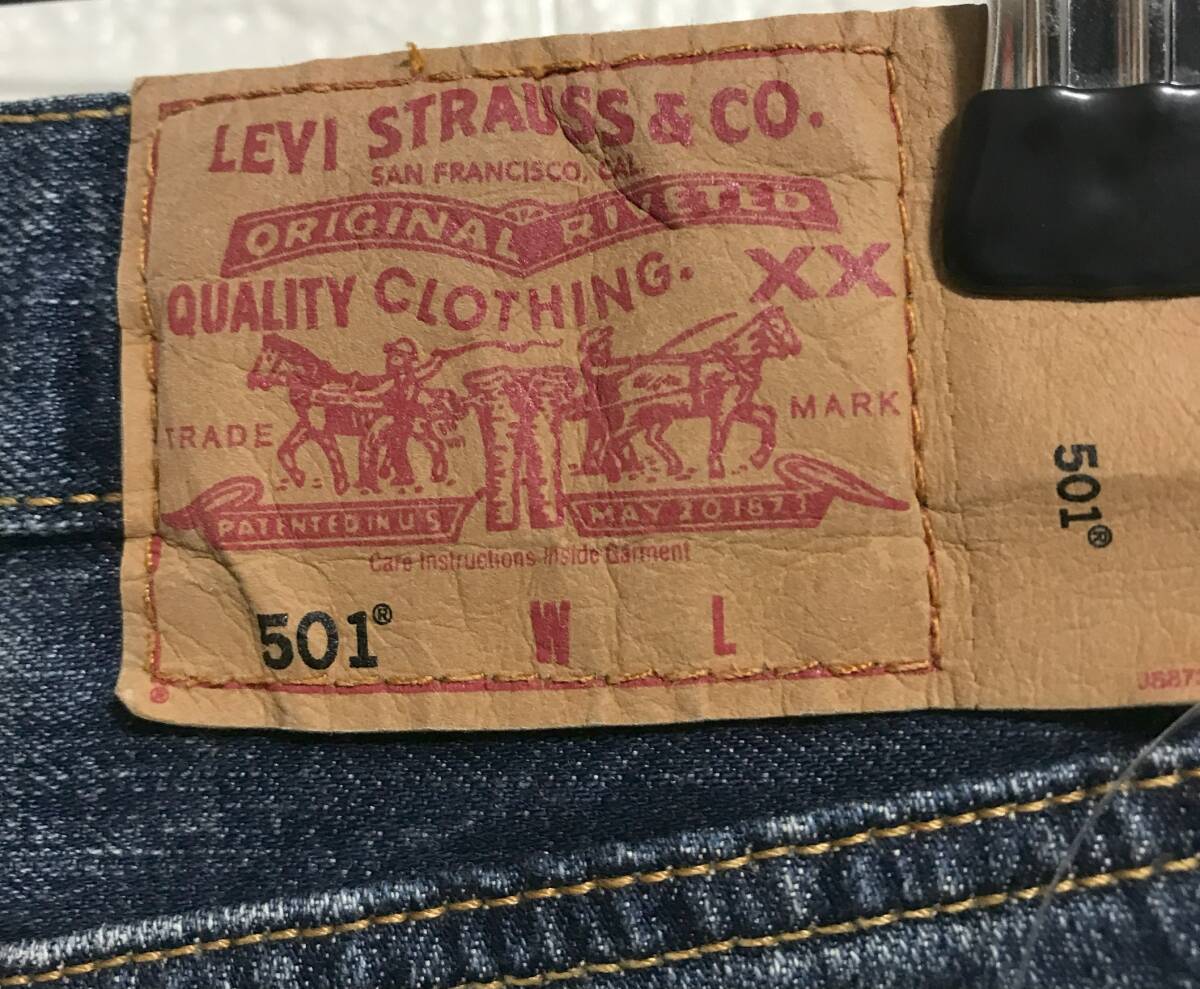 LEVI STRAUSS & CO.
SAN FRANCISCO, CAL.
ORIGINAL RIVETED
QUALITY CLOTHING. XX
TRADE MARK
PATENTED IN U S MAY 20 1873
Care Instructions Inside Garment
501® W L
®
501®